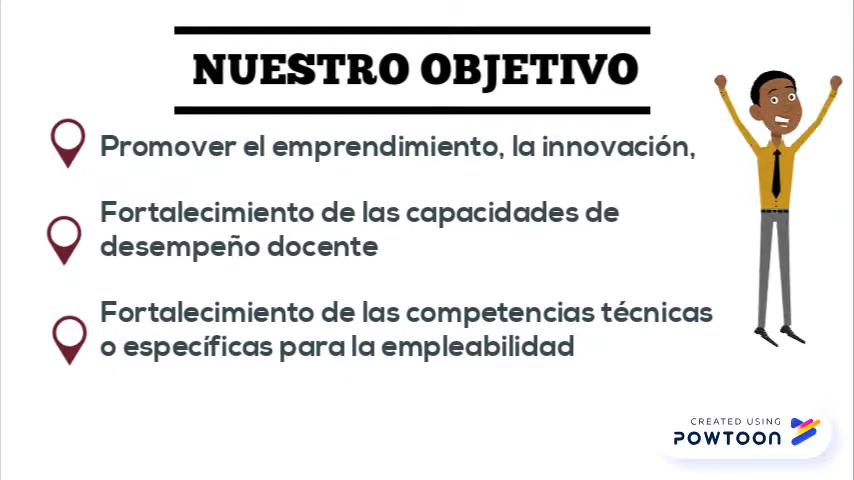 NUESTRO OBJETIVO
Promover el emprendimiento, la innovación,
Fortalecimiento de las capacidades de
desempeño docente
Fortalecimiento de las competencias técnicas
o específicas para la empleabilidad
CREATED USING
POWTOON